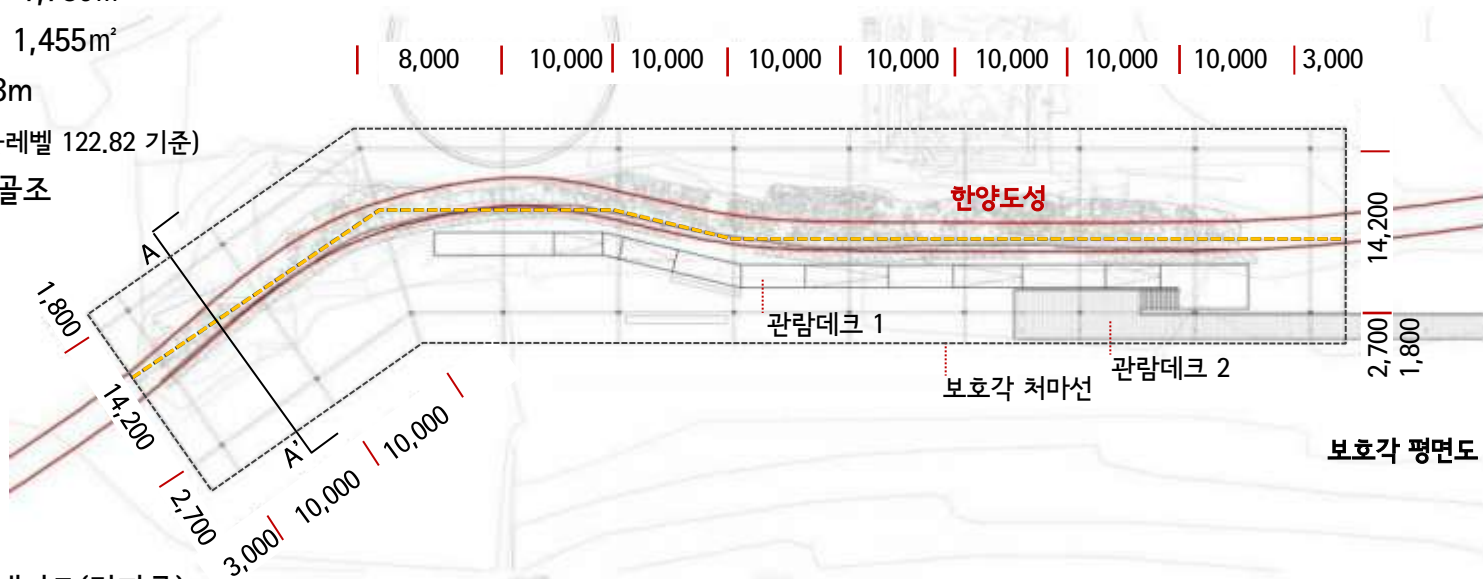 1,455㎡
8,000 10,000 10,000 10,000 10,000 10,000 10,000 10,000 3,000
레벨 122.82 기준)
골조
한양도성
14,200
2,700
1,800
A
1,800
14,200
2,700
A'
3,000 10,000 10,000
관람데크 1
관람데크 2
보호각 처마선
보호각 평면도